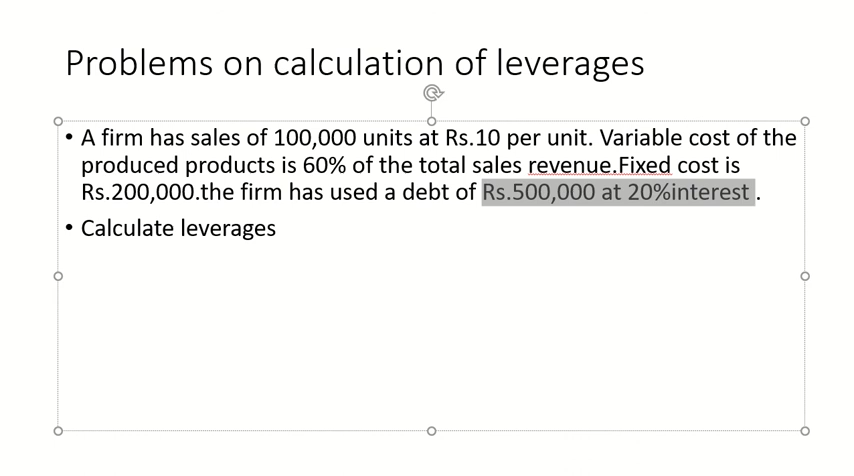 Problems on calculation of leverages
• A firm has sales of 100,000 units at Rs.10 per unit. Variable cost of the
produced products is 60% of the total sales revenue.Fixed cost is
Rs.200,000.the firm has used a debt of Rs.500,000 at 20%interest .
• Calculate leverages